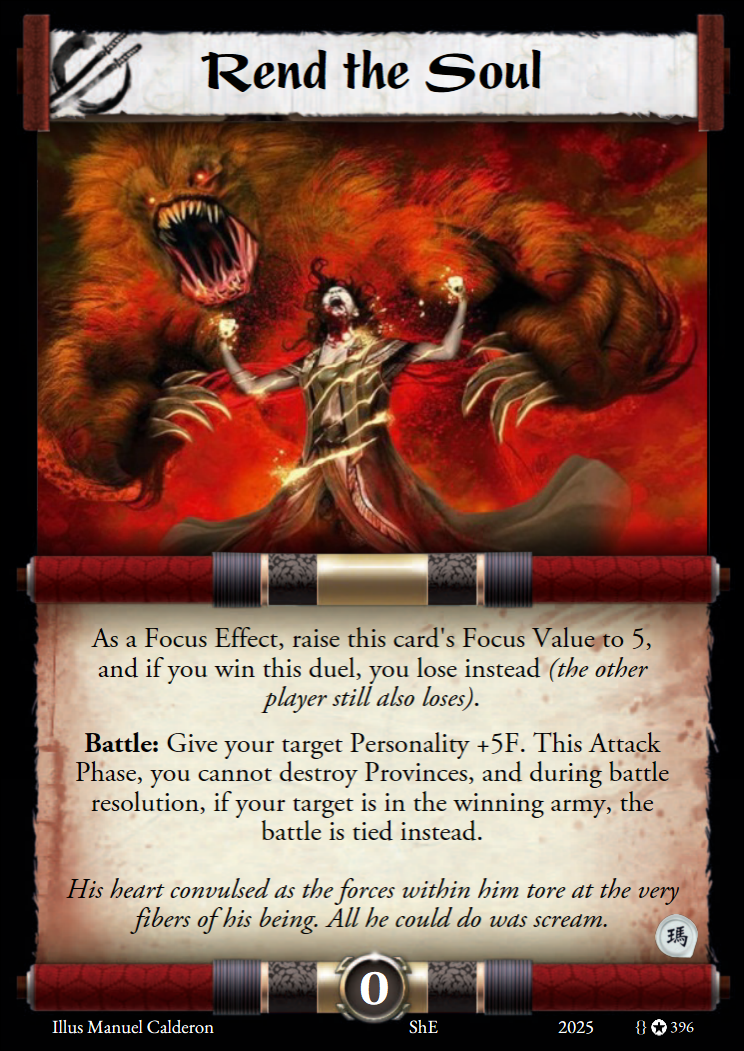 Rend the Soul
As a Focus Effect, raise this card's Focus Value to 5,
and if you win this duel, you lose instead (the other
player still also loses).
Battle: Give your target Personality +5F. This Attack
Phase, you cannot destroy Provinces, and during battle
resolution, if your target is in the winning army, the
battle is tied instead.
His heart convulsed as the forces within him tore at the very
fibers of his being. All he could do was scream.
瑪
0
Illus Manuel Calderon ShE 2025 {} ✪ 396